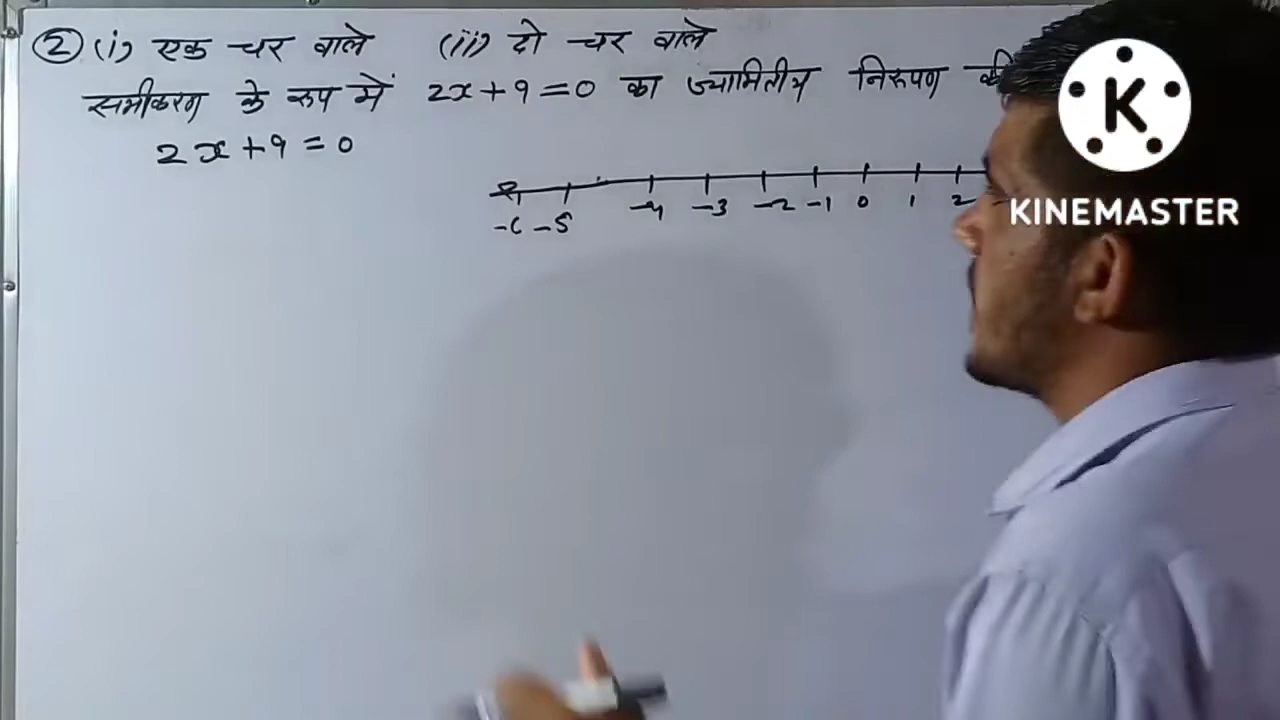 ② (i) एक चर वाले (ii) दो चर वाले
समीकरण के रूप में 2x+9=0 का ज्यामितीय निरूपण
2x+9=0
-5 -4 -3 -2 -1 0 1 2
K
KINEMASTER